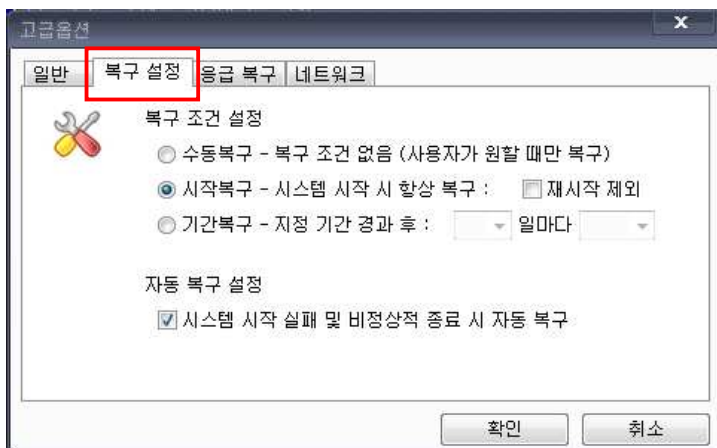 고급옵션
x
일반 복구 설정 응급 복구 네트워크
복구 조건 설정
수동복구 - 복구 조건 없음 (사용자가 원할 때만 복구)
시작복구 - 시스템 시작 시 항상 복구 : 재시작 제외
기간복구 - 지정 기간 경과 후 : 일마다
자동 복구 설정
시스템 시작 실패 및 비정상적 종료 시 자동 복구
확인 취소